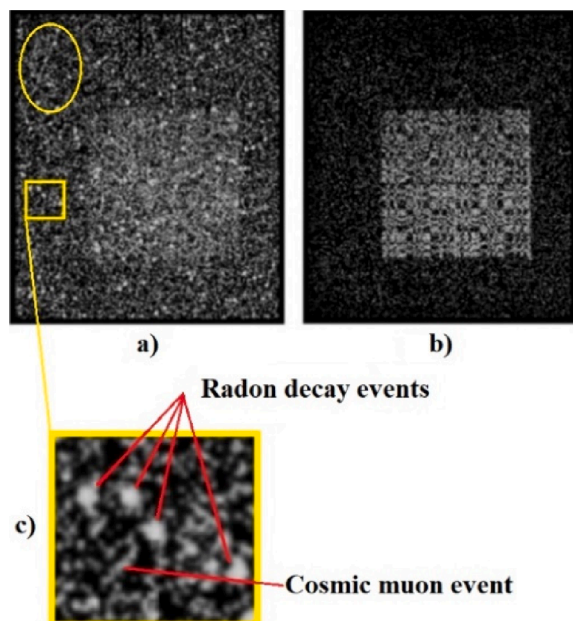 a)
b)
Radon decay events
c)
Cosmic muon event